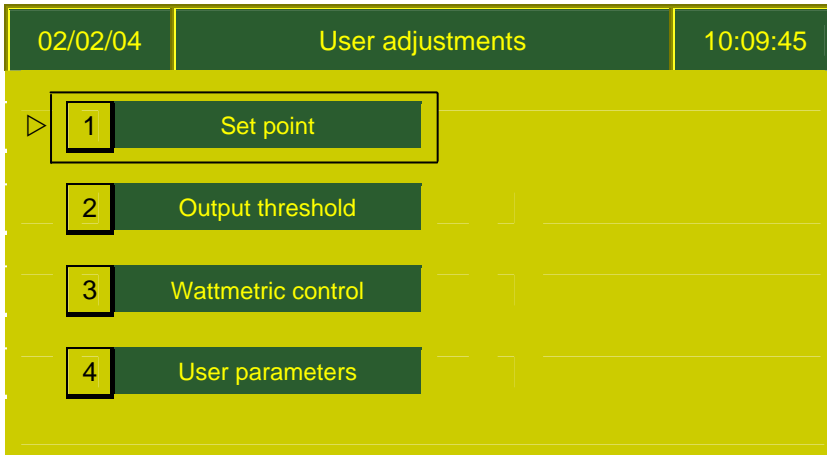 02/02/04 User adjustments 10:09:45
1 Set point
2 Output threshold
3 Wattmetric control
4 User parameters